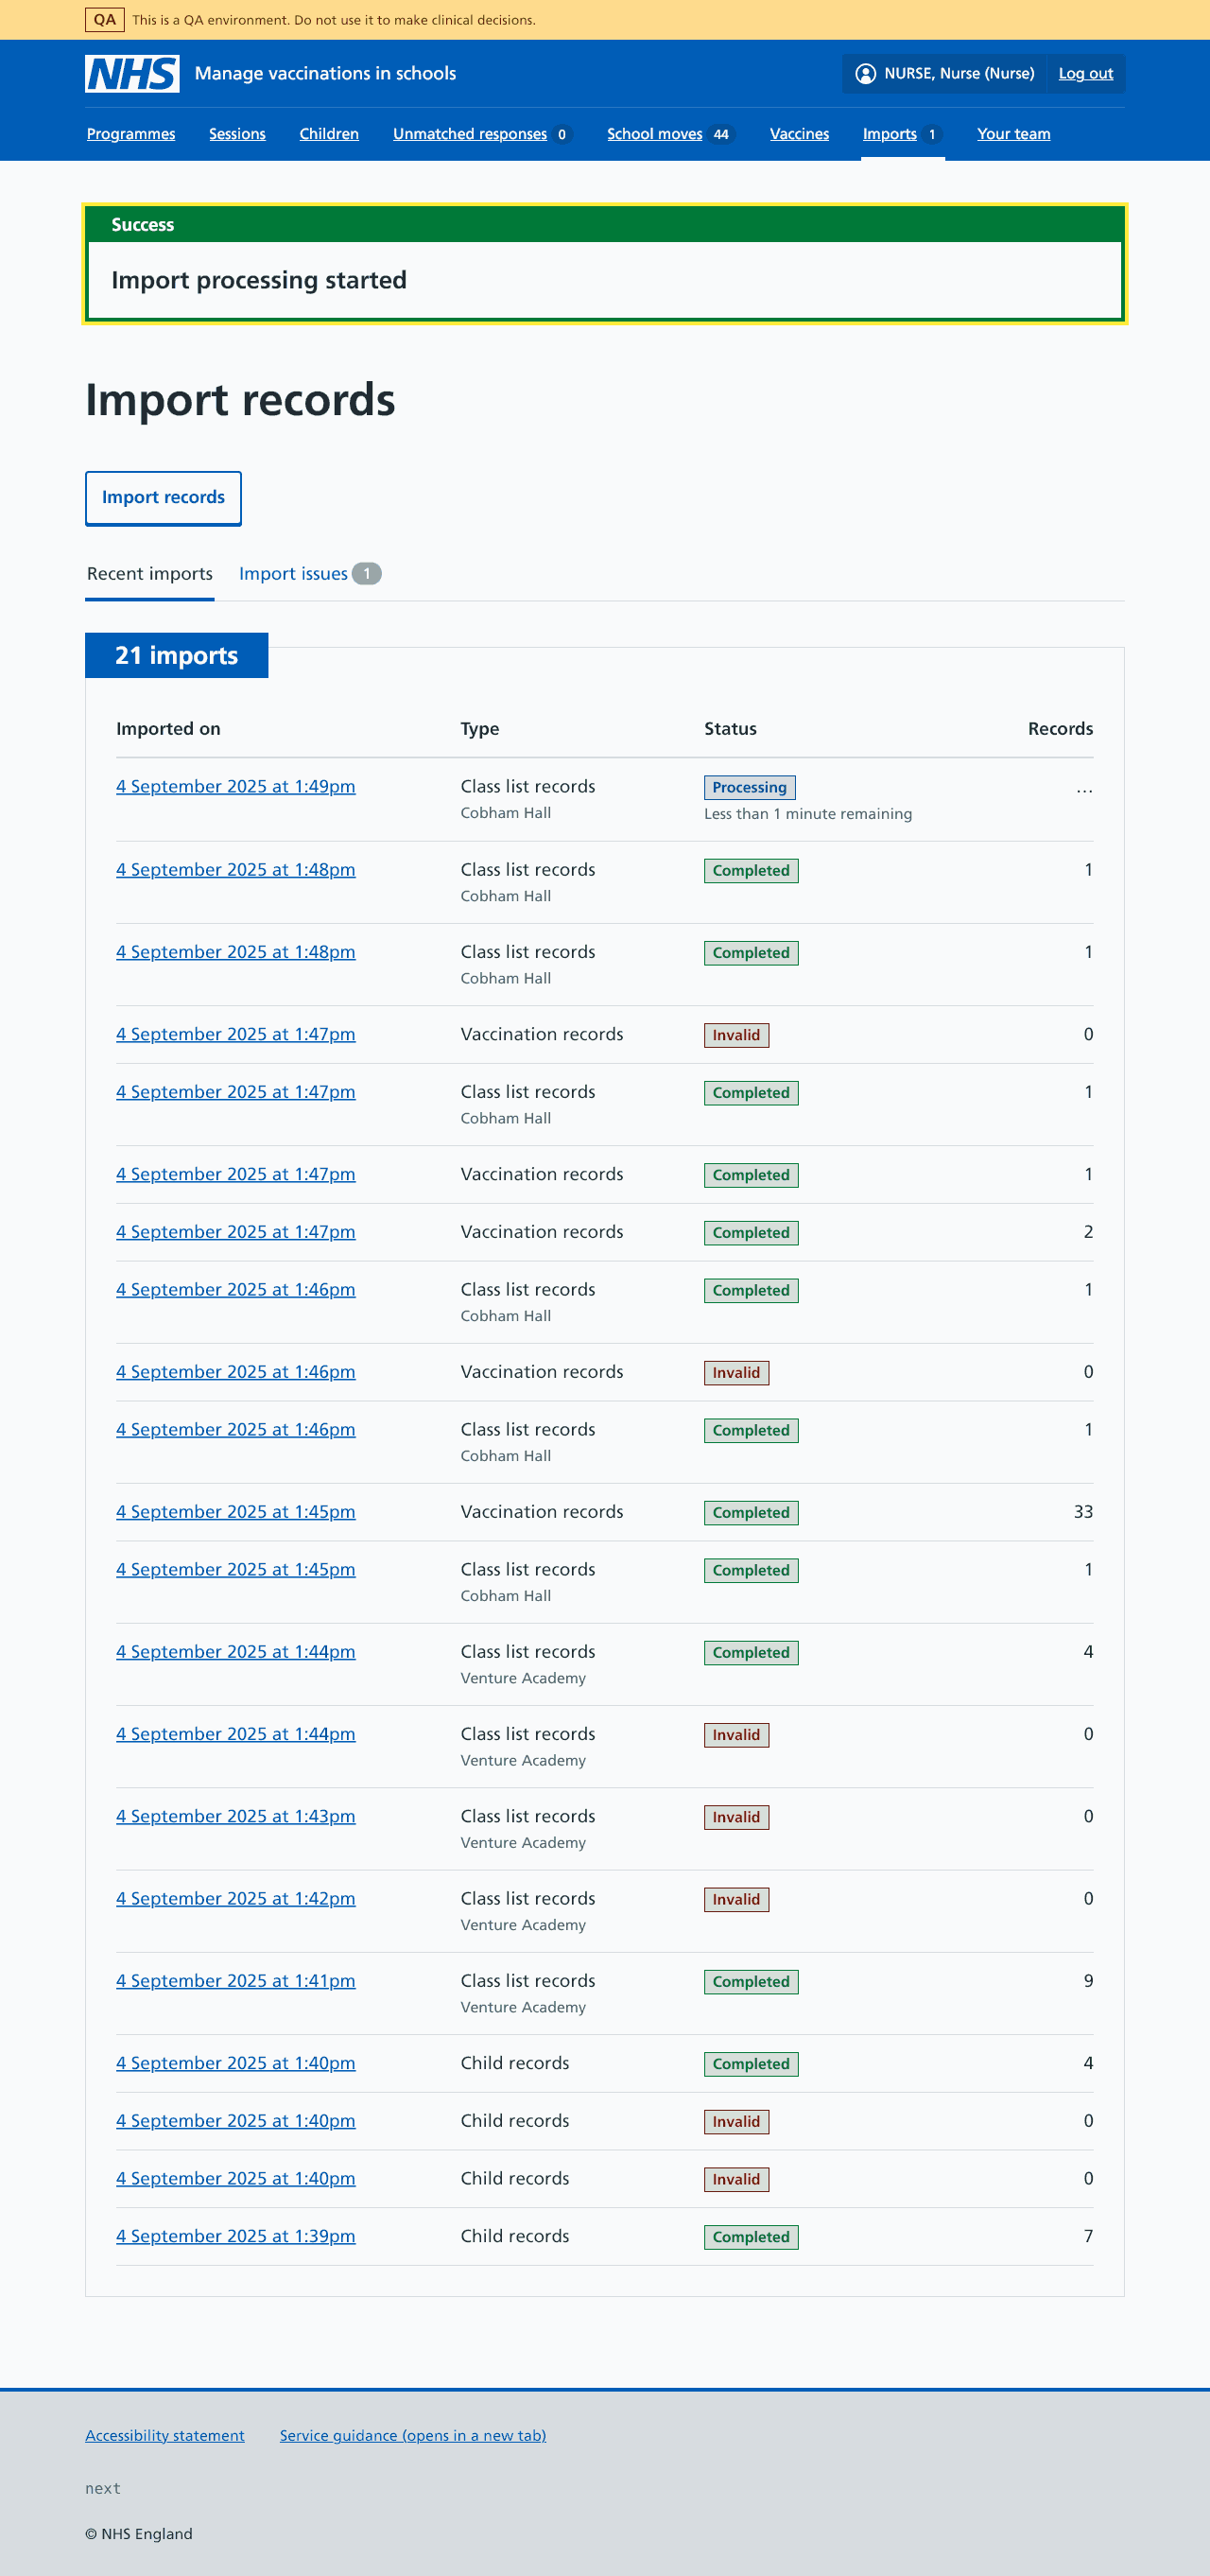 QA This is a QA environment. Do not use it to make clinical decisions.
NHS Manage vaccinations in schools NURSE, Nurse (Nurse) Log out
Programmes Sessions Children Unmatched responses 0 School moves 44 Vaccines Imports 1 Your team
Success
Import processing started
Import records
Import records
Recent imports Import issues 1
21 imports
Imported on Type Status Records
4 September 2025 at 1:49pm Class list records Processing ...
Cobham Hall Less than 1 minute remaining
4 September 2025 at 1:48pm Class list records Completed 1
Cobham Hall
4 September 2025 at 1:48pm Class list records Completed 1
Cobham Hall
4 September 2025 at 1:47pm Vaccination records Invalid 0
4 September 2025 at 1:47pm Class list records Completed 1
Cobham Hall
4 September 2025 at 1:47pm Vaccination records Completed 1
4 September 2025 at 1:47pm Vaccination records Completed 2
4 September 2025 at 1:46pm Class list records Completed 1
Cobham Hall
4 September 2025 at 1:46pm Vaccination records Invalid 0
4 September 2025 at 1:46pm Class list records Completed 1
Cobham Hall
4 September 2025 at 1:45pm Vaccination records Completed 33
4 September 2025 at 1:45pm Class list records Completed 1
Cobham Hall
4 September 2025 at 1:44pm Class list records Completed 4
Venture Academy
4 September 2025 at 1:44pm Class list records Invalid 0
Venture Academy
4 September 2025 at 1:43pm Class list records Invalid 0
Venture Academy
4 September 2025 at 1:42pm Class list records Invalid 0
Venture Academy
4 September 2025 at 1:41pm Class list records Completed 9
Venture Academy
4 September 2025 at 1:40pm Child records Completed 4
4 September 2025 at 1:40pm Child records Invalid 0
4 September 2025 at 1:40pm Child records Invalid 0
4 September 2025 at 1:39pm Child records Completed 7
Accessibility statement Service guidance (opens in a new tab)
next
© NHS England